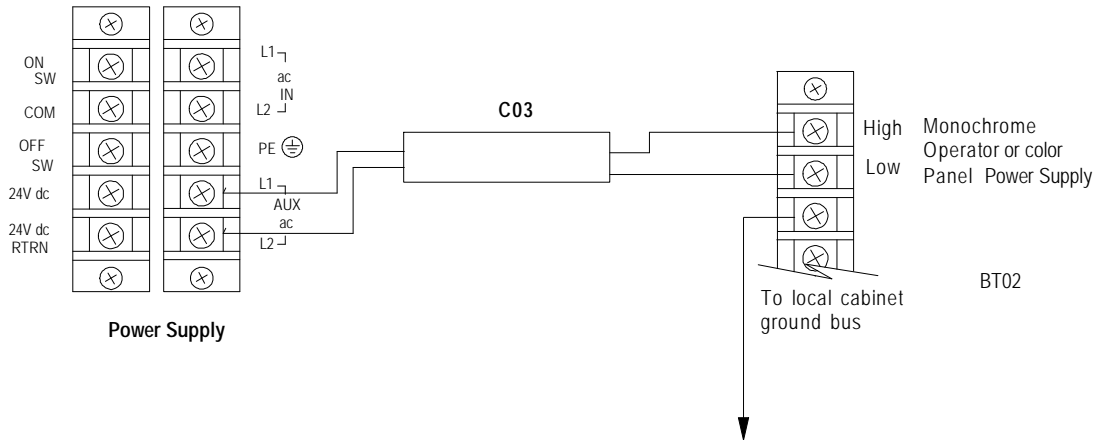 ON
SW
COM
OFF
SW
24V dc
24V dc
RTRN
L1
ac
IN
L2
PE
L1
AUX
ac
L2
Power Supply
C03
High
Low
Monochrome
Operator or color
Panel Power Supply
To local cabinet
ground bus
BT02